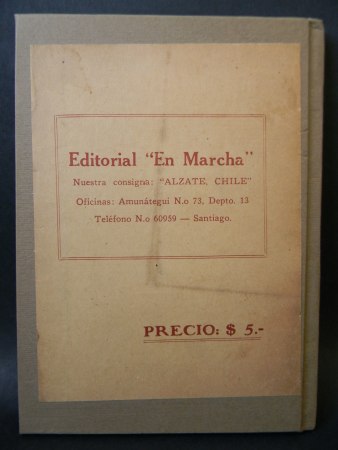 Editorial "En Marcha"
Nuestra consigna: "ALZATE, CHILE"
Oficinas: Amunátegui N.o 73, Depto. 13
Teléfono N.o 60959 — Santiago.
PRECIO: $ 5.-